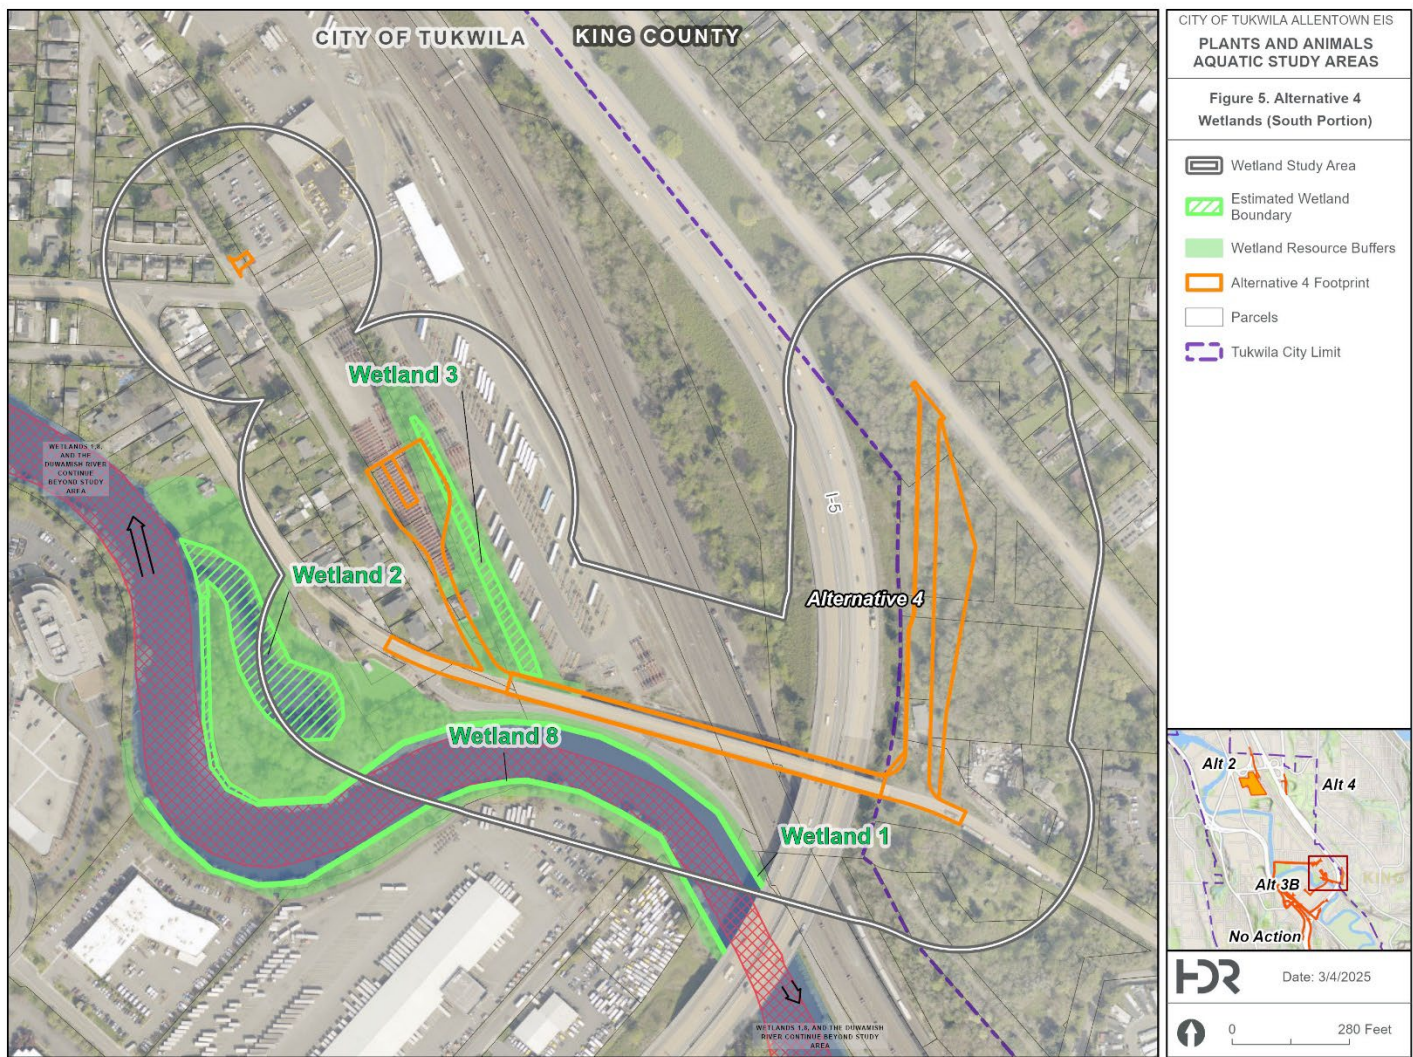 CITY OF TUKWILA
KING COUNTY
Wetland 3
WETLANDS 1,8,
AND THE
DUWAMISH RIVER
CONTINUE
BEYOND STUDY
AREA
I-5
Wetland 2
Alternative 4
Wetland 8
Wetland 1
WETLANDS 1,8, AND THE DUWAMISH
RIVER CONTINUE BEYOND STUDY
AREA
CITY OF TUKWILA ALLENTOWN EIS
PLANTS AND ANIMALS
AQUATIC STUDY AREAS
Figure 5. Alternative 4
Wetlands (South Portion)
Wetland Study Area
Estimated Wetland
Boundary
Wetland Resource Buffers
Alternative 4 Footprint
Parcels
Tukwila City Limit
Alt 2
Alt 4
Alt 3B
KING
No Action
HDR
Date: 3/4/2025
0 280 Feet